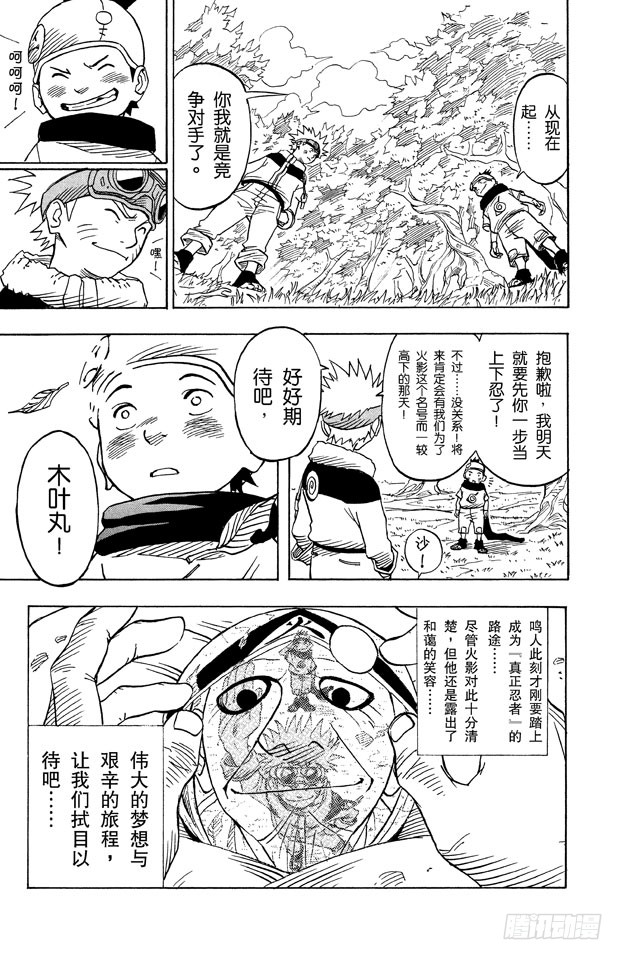 从现在
起……
你我就是竞
争对手了。
呵呵呵！
嘿！
抱歉啦，我明天
就要先你一步当
上下忍了！
不过……没关系！将
来肯定会有我们为了
火影这个名号而一较
高下的那天！
沙！
好好期
待吧，
木叶丸！
鸣人此刻才刚要踏上
成为『真正忍者』的
路途……
尽管火影对此十分清
楚，但他还是露出了
和蔼的笑容……
伟大的梦想与
艰辛的旅程，
让我们拭目以
待吧……
腾讯动漫